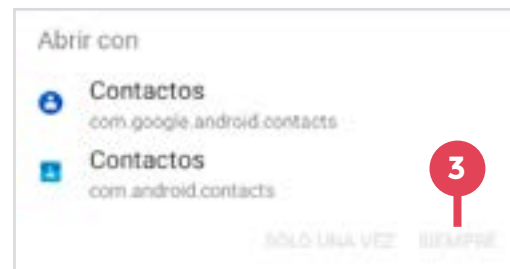 Abrir con
Contactos
com.google.android.contacts
Contactos
com.android.contacts
3
SOLO UNA VEZ SIEMPRE